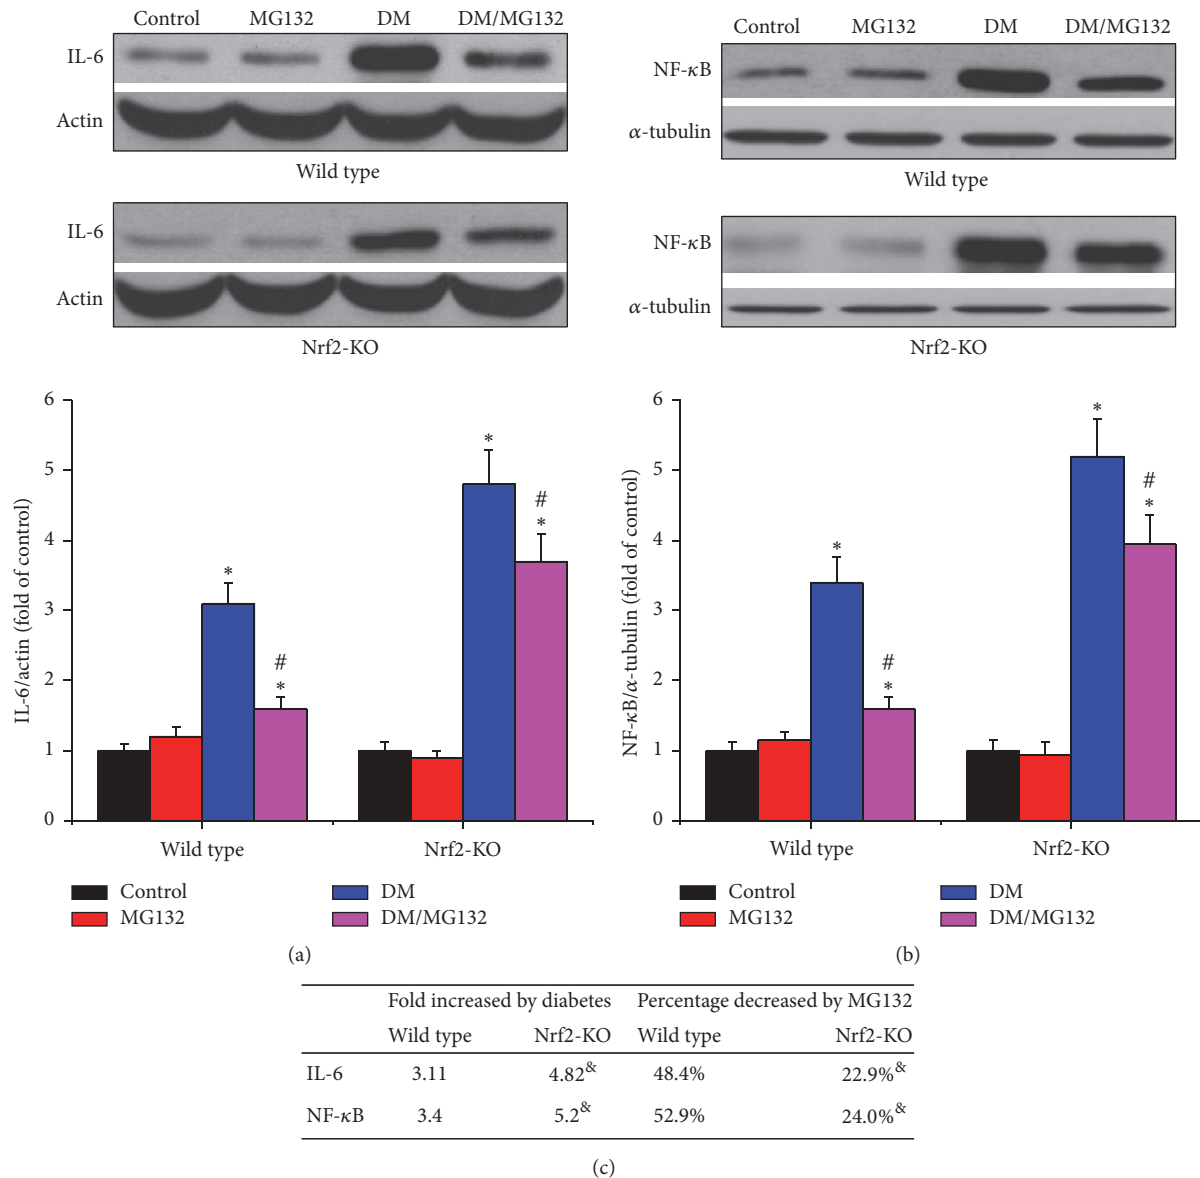 Control MG132 DM DM/MG132
IL-6
Actin
Wild type
IL-6
Actin
Nrf2-KO
6
5
4
3
2
1
0
IL-6/actin (fold of control)
*
#
*
*
#
*
Wild type Nrf2-KO
Control DM
MG132 DM/MG132
(a)
Control MG132 DM DM/MG132
NF-κB
α-tubulin
Wild type
NF-κB
α-tubulin
Nrf2-KO
6
5
4
3
2
1
0
NF-κB/α-tubulin (fold of control)
*
#
*
*
#
*
Wild type Nrf2-KO
Control DM
MG132 DM/MG132
(b)
Fold increased by diabetes Percentage decreased by MG132
Wild type Nrf2-KO Wild type Nrf2-KO
IL-6 3.11 4.82& 48.4% 22.9%&
NF-κB 3.4 5.2& 52.9% 24.0%&
(c)